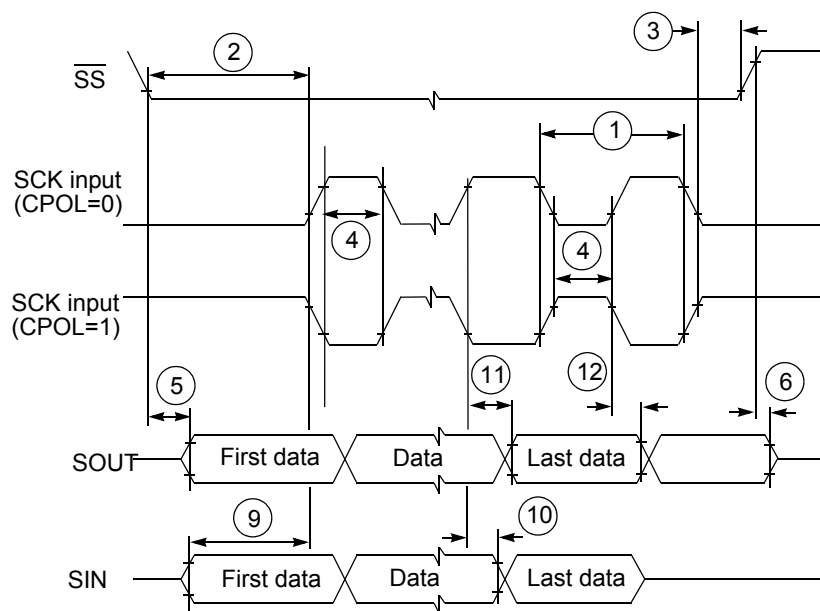 3
2
SS
1
SCK input
(CPOL=0)
4
4
SCK input
(CPOL=1)
5
11
12
6
SOUT
First data
Data
Last data
9
10
SIN
First data
Data
Last data